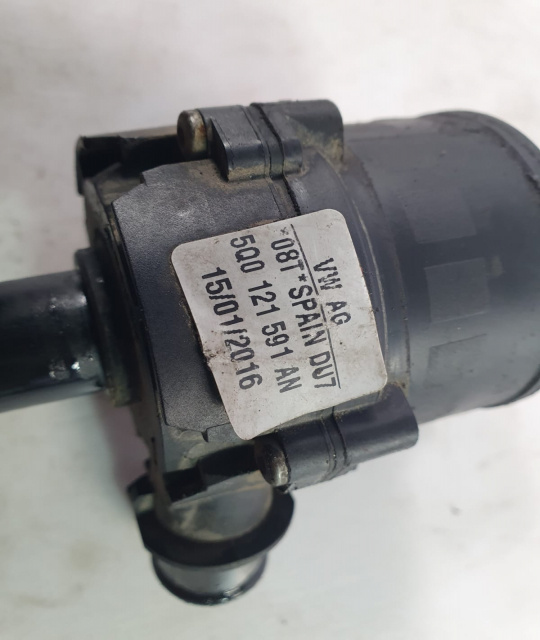 VW AG
*08T*SPAIN DU7
5Q0 121 591 AN
15/01/2016